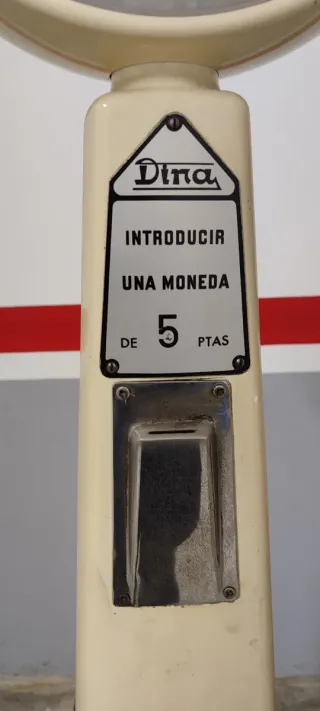 Dina
INTRODUCIR
UNA MONEDA
DE 5 PTAS